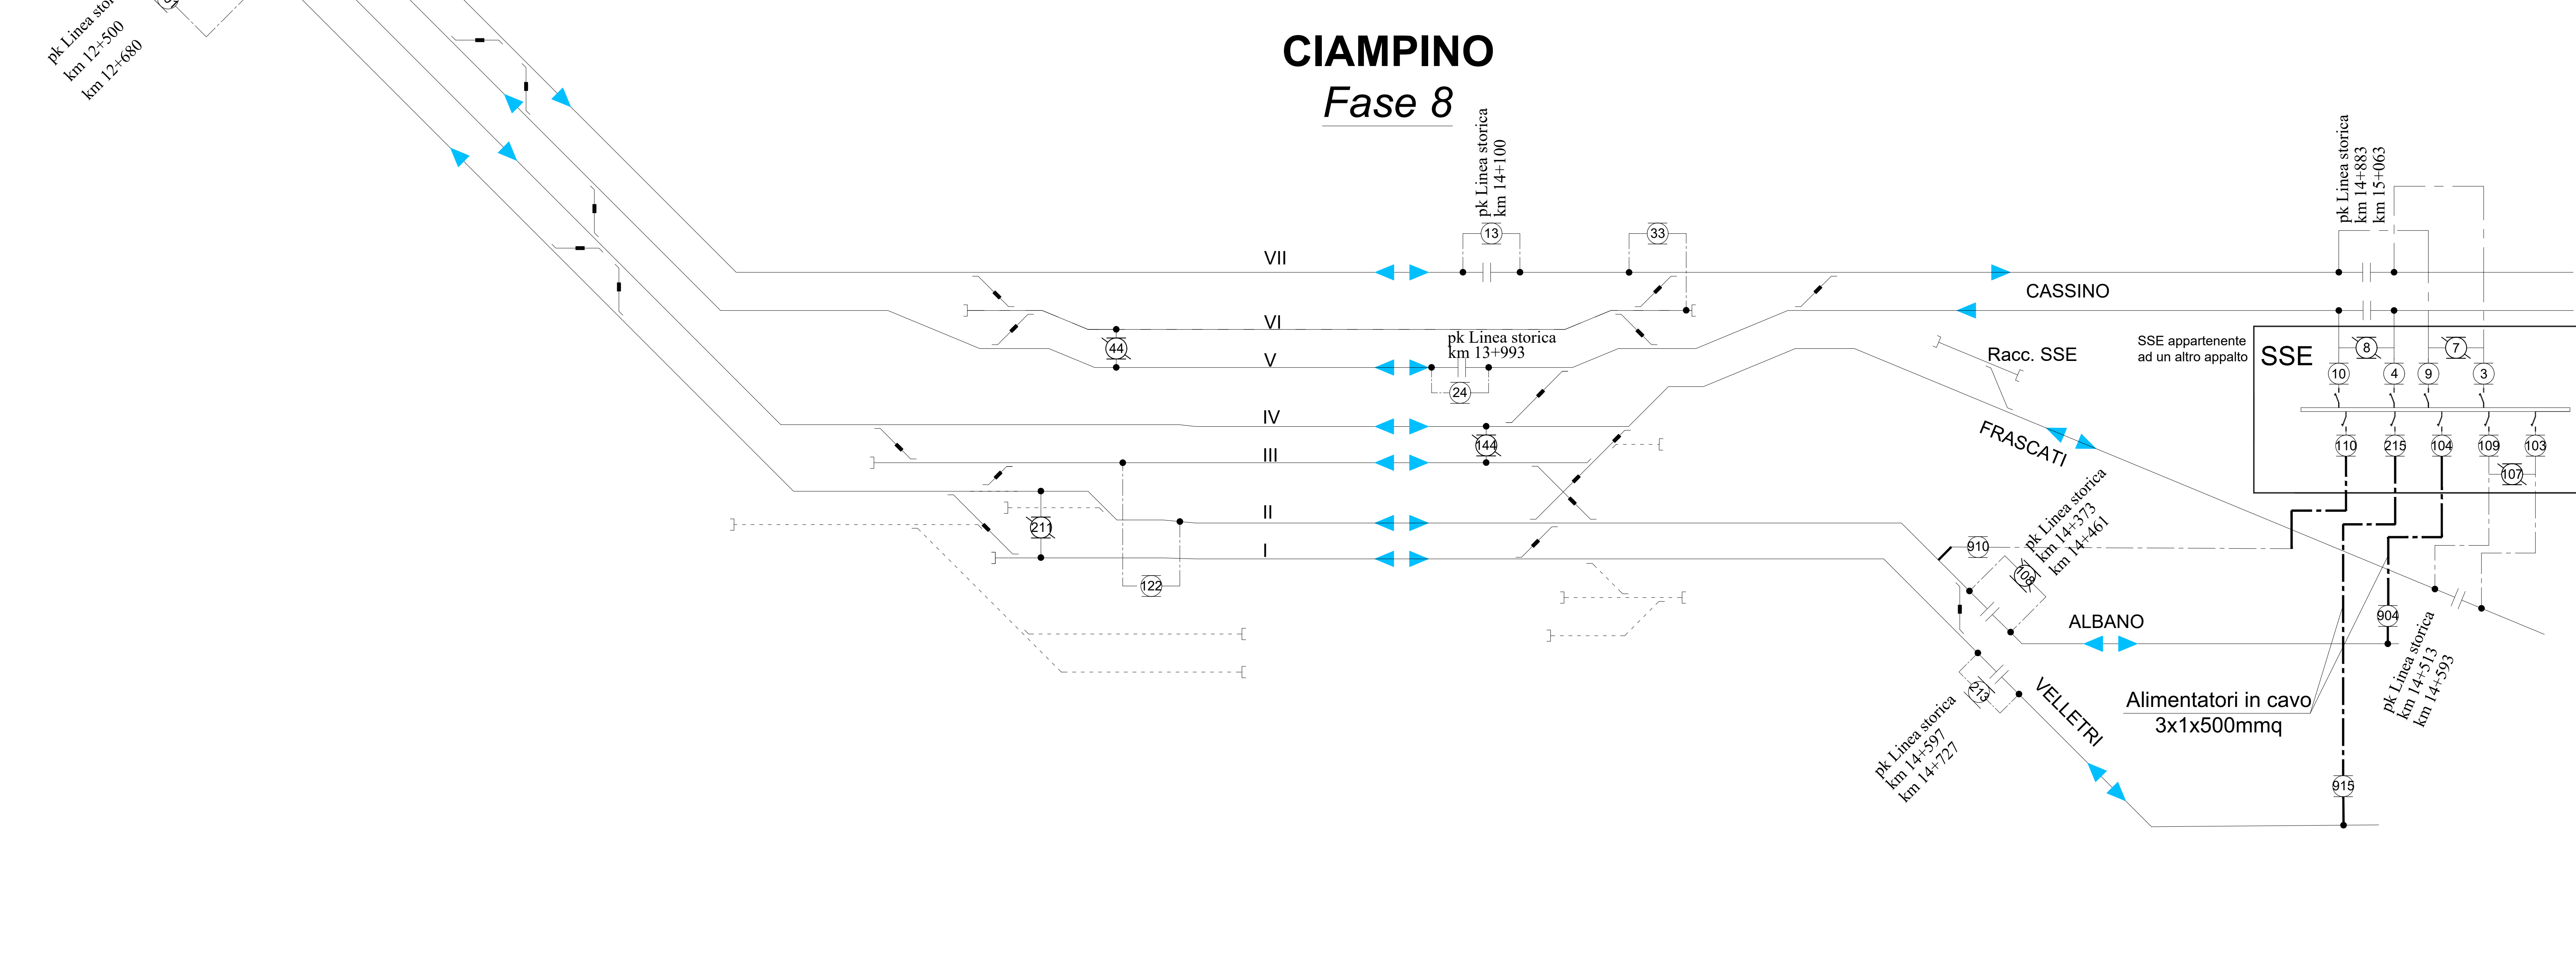 pk Linea
km 12+500
km 12+680
CIAMPINO
Fase 8
pk Linea storica
km 14+100
13
33
VII
VI
44
pk Linea storica
km 13+993
V
24
IV
144
III
II
211
I
122
CASSINO
Racc. SSE
FRASCATI
pk Linea storica
km 14+883
km 15+063
SSE appartenente
ad un altro appalto
SSE
8
7
10
4
9
3
110
215
104
109
103
107
910
pk Linea storica
km 14+373
km 14+461
108
ALBANO
904
213
pk Linea storica
km 14+597
km 14+727
VELLETRI
Alimentatori in cavo
3x1x500mmq
pk Linea storica
km 14+513
km 14+593
915